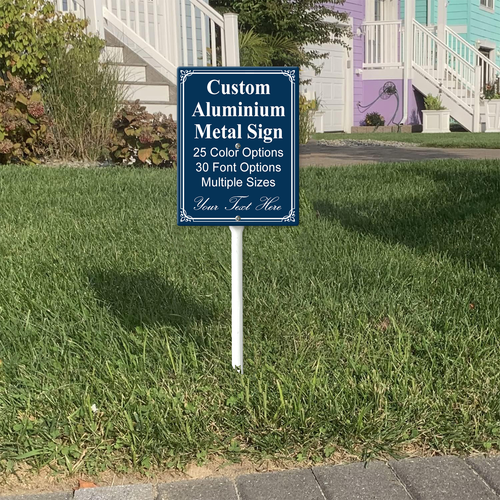 Custom
Aluminium
Metal Sign
25 Color Options
30 Font Options
Multiple Sizes
Your Text Here